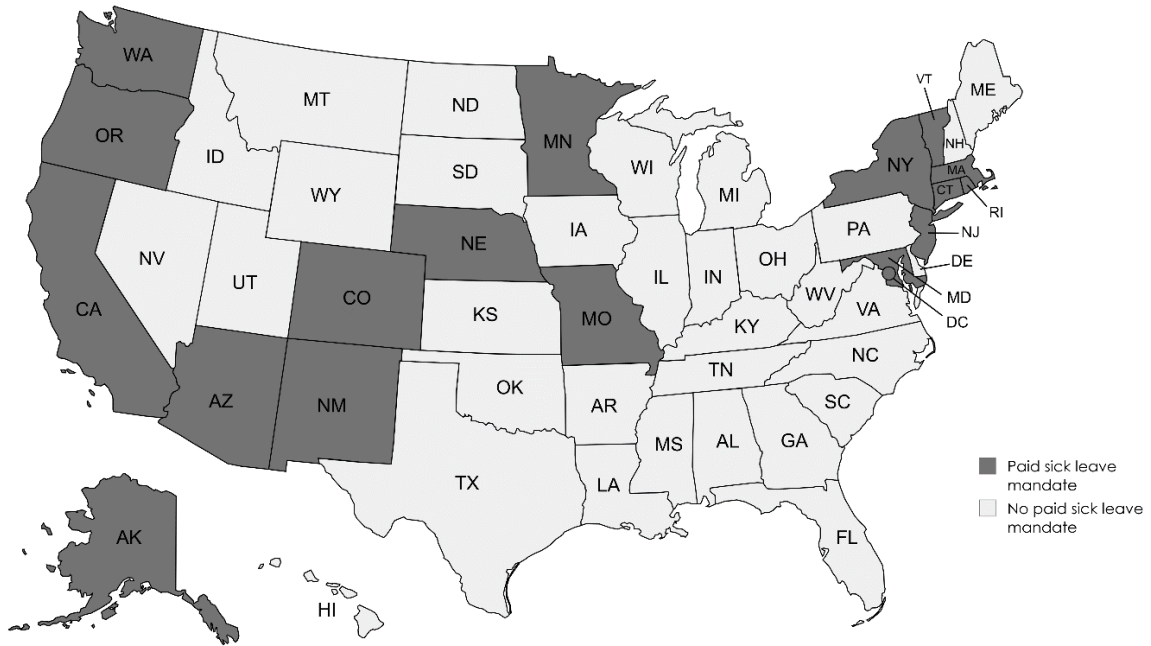 WA
OR
CA
NV
ID
MT
WY
UT
CO
AZ
NM
ND
SD
NE
KS
OK
TX
MN
IA
MO
AR
LA
WI
IL
MI
IN
OH
KY
TN
MS
AL
GA
FL
SC
NC
VA
WV
PA
NY
VT
NH
ME
MA
CT
RI
NJ
DE
MD
DC
AK
HI
Paid sick leave
mandate
No paid sick leave
mandate